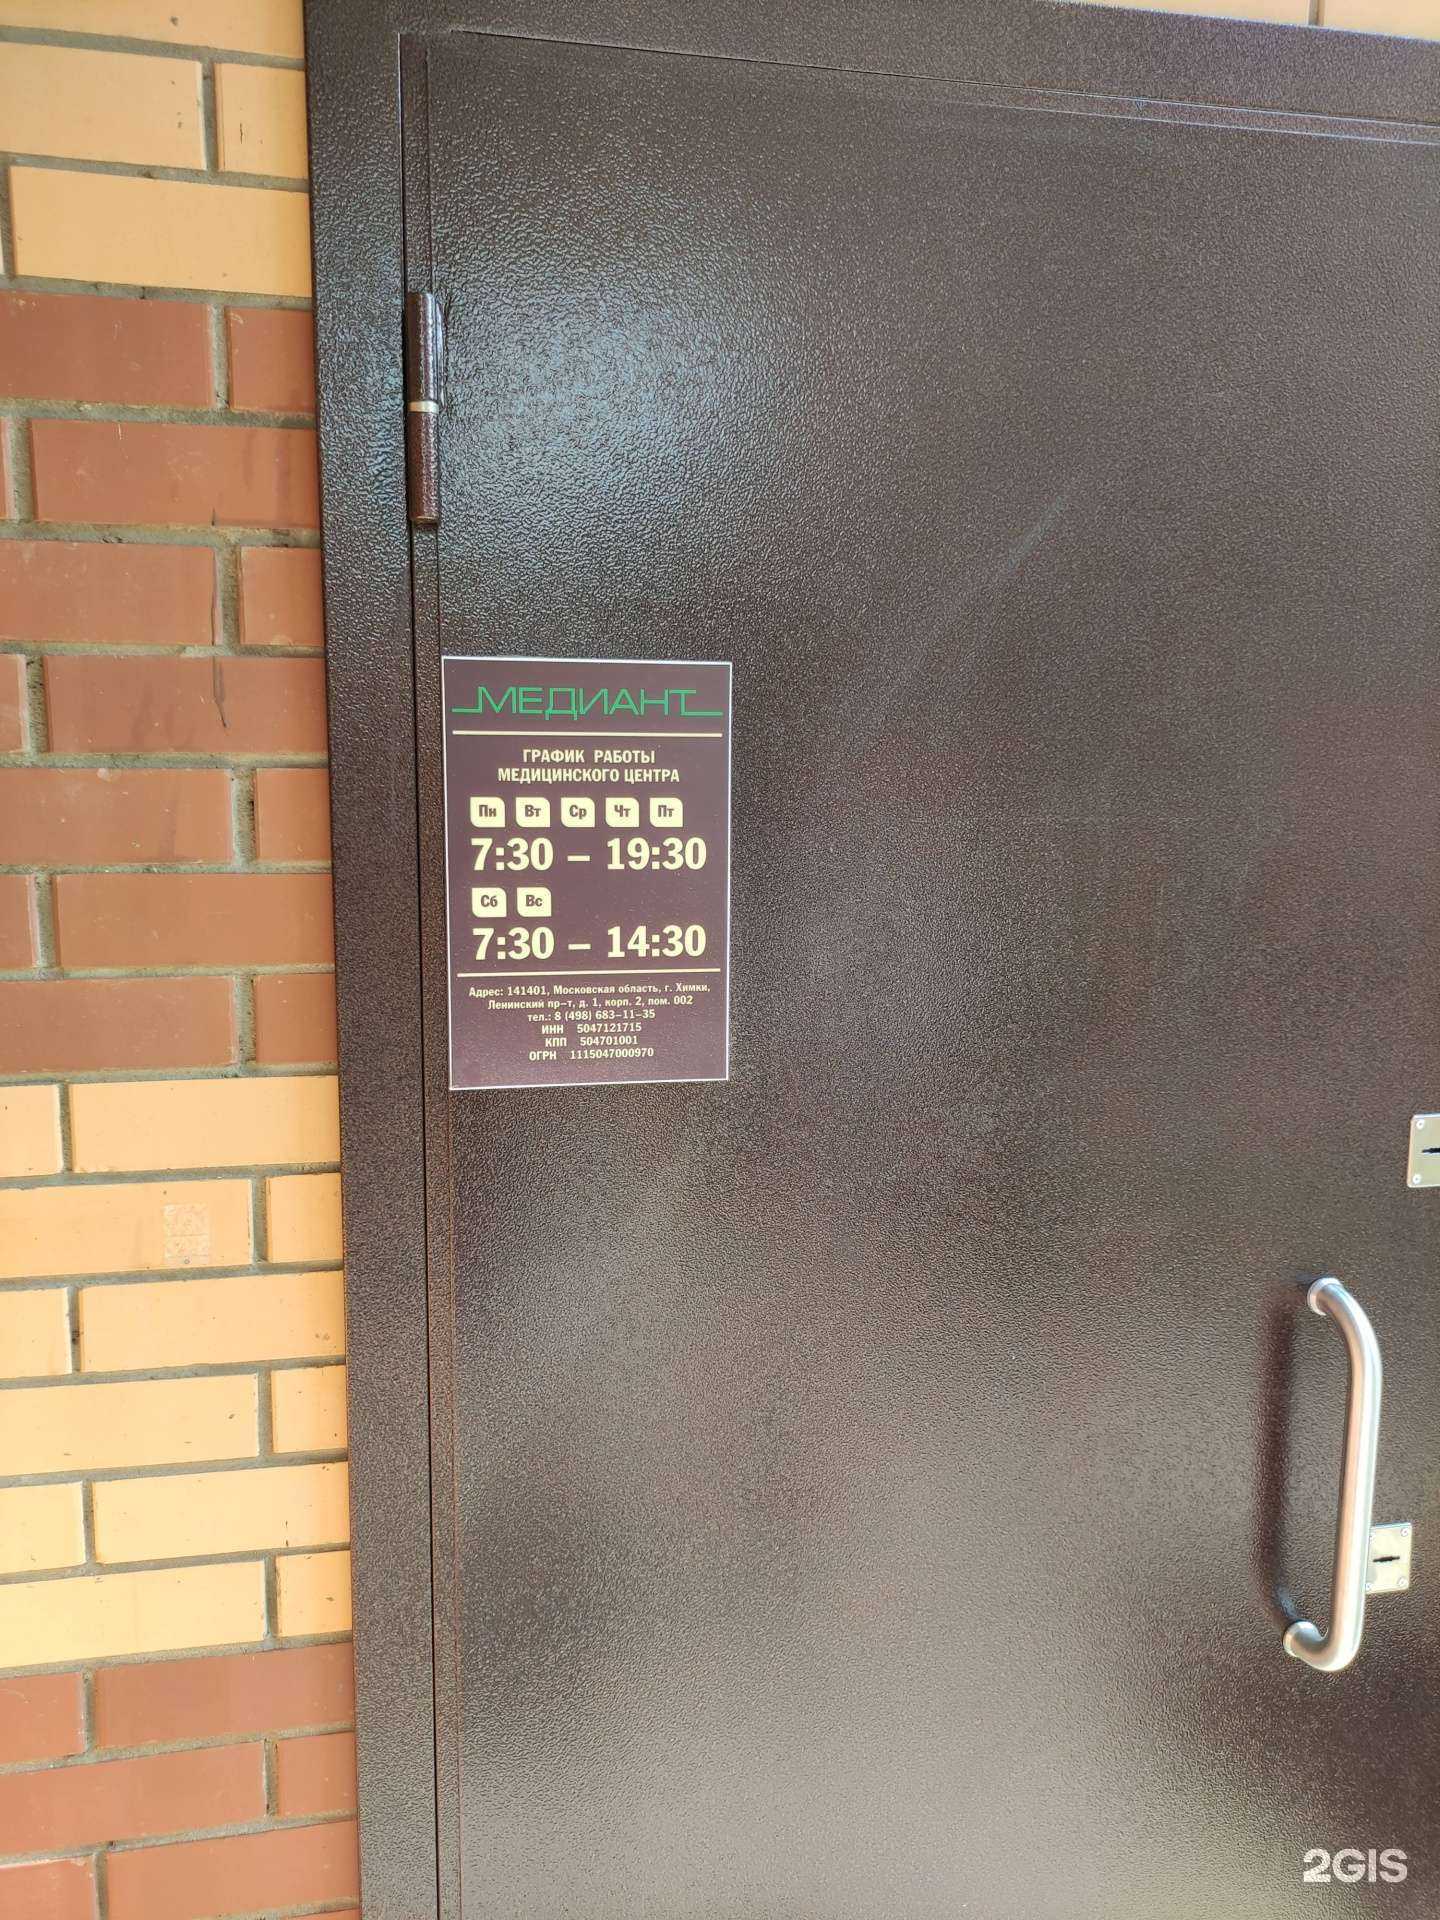 МЕДИАНТ
ГРАФИК РАБОТЫ
МЕДИЦИНСКОГО ЦЕНТРА
Пн Вт Ср Чт Пт
7:30 – 19:30
Сб Вс
7:30 – 14:30
Адрес: 141401, Московская область, г. Химки,
Ленинский пр-т, д. 1, корп. 2, пом. 002
тел.: 8 (498) 683-11-35
ИНН 5047121715
КПП 504701001
ОГРН 1115047000970
2GIS